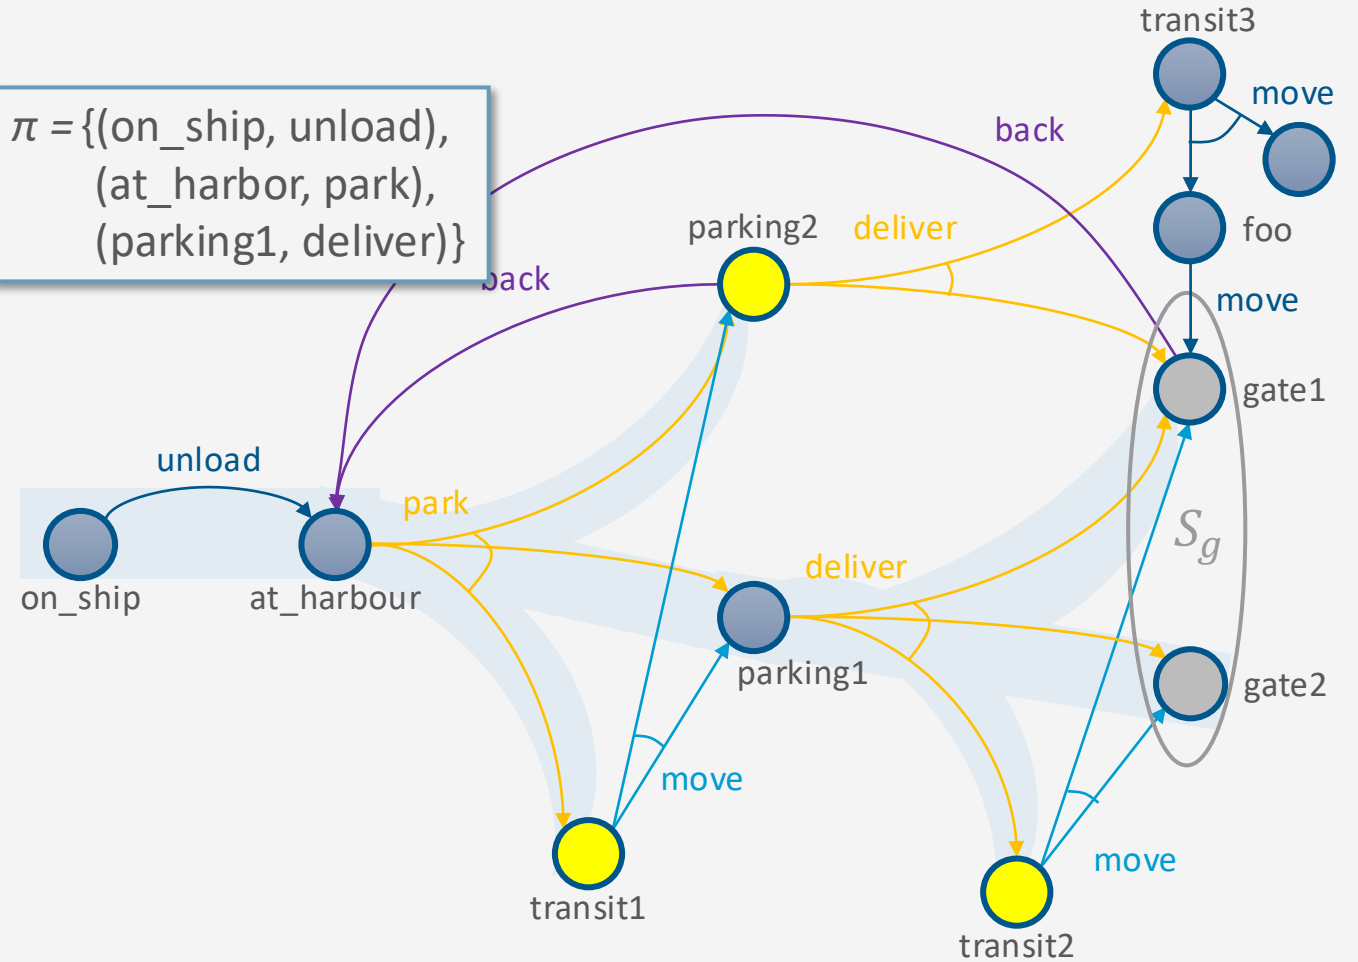 transit3
move
π = {(on_ship, unload),
(at_harbor, park),
(parking1, deliver)}
back
parking2
deliver
foo
back
move
gate1
unload
park
S_g
deliver
on_ship
at_harbour
parking1
gate2
move
move
transit1
transit2